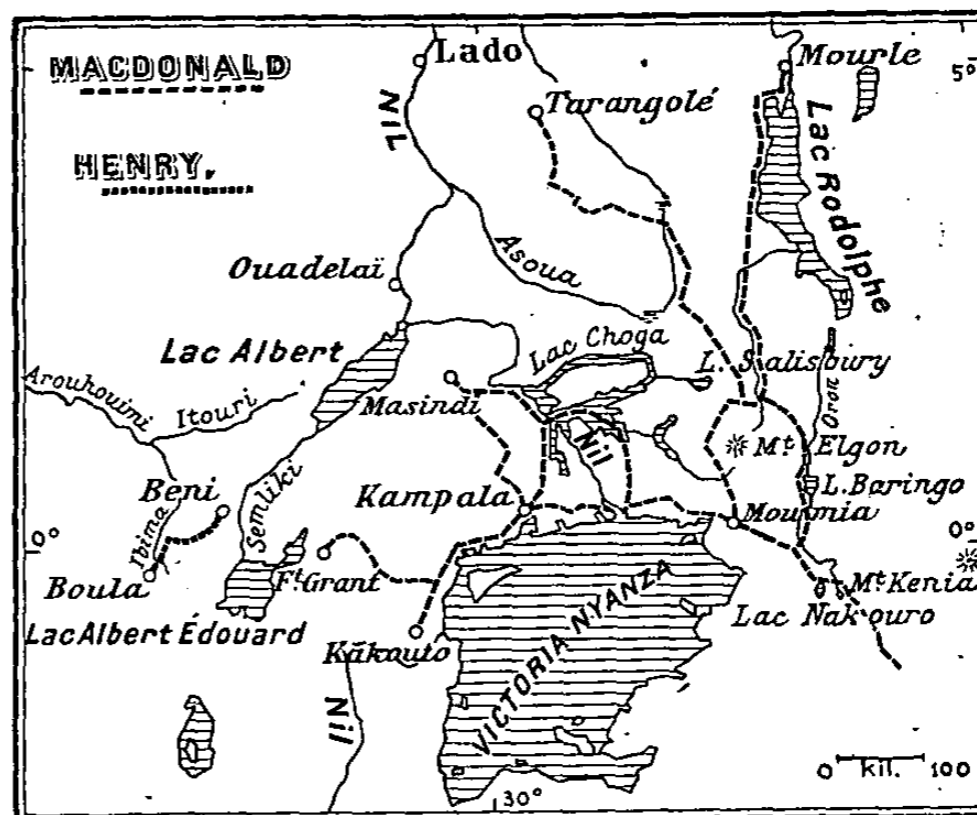 MACDONALD
HENRY.
Lado
Mourle
5°
Tarangolé
NIL
Lac Rodolphe
Asoua
Ouadelaï
Lac Choga
Lac Albert
L. Salisbury
Arouhouimi
Itouri
Masindi
Oron
Nil
Mt Elgon
Beni
Semliki
Kampala
L. Baringo
Moumia
Ibima
0°
0°
Boula
Ft. Grant
Mt. Kenia
Lac Nakouro
Lac Albert Édouard
Kakouto
VICTORIA NYANZA
Nil
0 kil. 100
30°